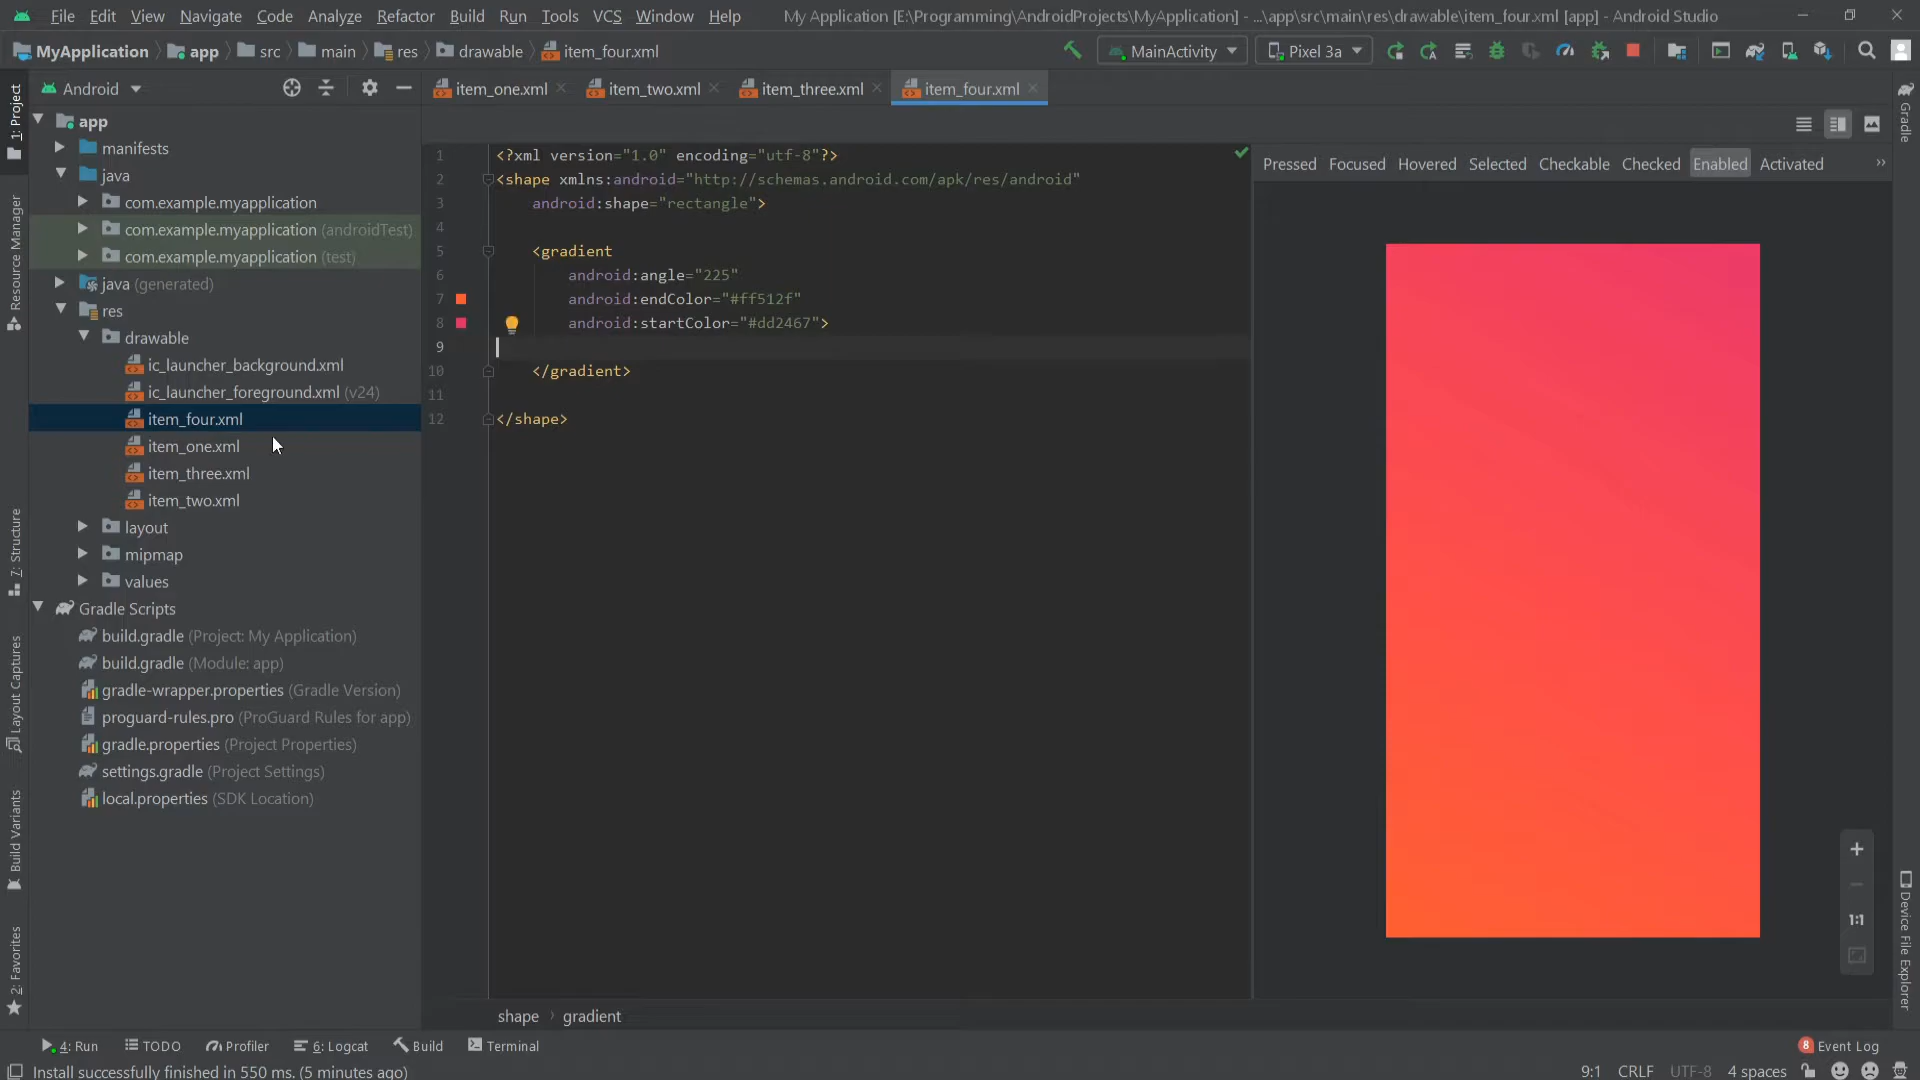 File Edit View Navigate Code Analyze Refactor Build Run Tools VCS Window Help
My Application [E:\Programming\AndroidProjects\MyApplication] - ...\app\src\main\res\drawable\item_four.xml [app] - Android Studio
MyApplication app src main res drawable item_four.xml
MainActivity
Pixel 3a
Android
item_one.xml
item_two.xml
item_three.xml
item_four.xml
1: Project
Resource Manager
7: Structure
Layout Captures
Build Variants
2: Favorites
app
manifests
java
com.example.myapplication
com.example.myapplication (androidTest)
com.example.myapplication (test)
java (generated)
res
drawable
ic_launcher_background.xml
ic_launcher_foreground.xml (v24)
item_four.xml
item_one.xml
item_three.xml
item_two.xml
layout
mipmap
values
Gradle Scripts
build.gradle (Project: My Application)
build.gradle (Module: app)
gradle-wrapper.properties (Gradle Version)
proguard-rules.pro (ProGuard Rules for app)
gradle.properties (Project Properties)
settings.gradle (Project Settings)
local.properties (SDK Location)
1 <?xml version="1.0" encoding="utf-8"?>
2 <shape xmlns:android="http://schemas.android.com/apk/res/android"
3 android:shape="rectangle">
4
5 <gradient
6 android:angle="225"
7 android:endColor="#ff512f"
8 android:startColor="#dd2467">
9
10 </gradient>
11
12 </shape>
Pressed Focused Hovered Selected Checkable Checked Enabled Activated »
1:1
Gradle
Device File Explorer
shape › gradient
4: Run TODO Profiler 6: Logcat Build Terminal
8 Event Log
Install successfully finished in 550 ms. (5 minutes ago)
9:1 CRLF UTF-8 4 spaces